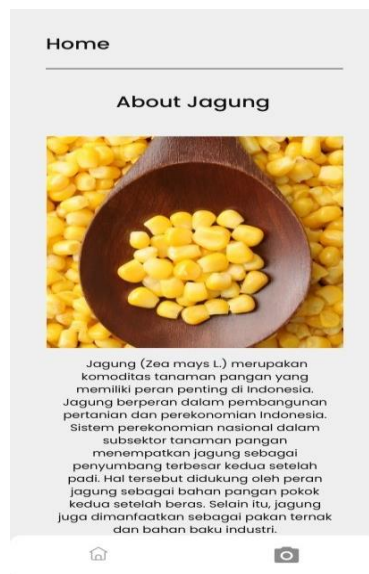 Home
About Jagung
Jagung (Zea mays L.) merupakan
komoditas tanaman pangan yang
memiliki peran penting di Indonesia.
Jagung berperan dalam pembangunan
pertanian dan perekonomian Indonesia.
Sistem perekonomian nasional dalam
subsektor tanaman pangan
menempatkan jagung sebagai
penyumbang terbesar kedua setelah
padi. Hal tersebut didukung oleh peran
jagung sebagai bahan pangan pokok
kedua setelah beras. Selain itu, jagung
juga dimanfaatkan sebagai pakan ternak
dan bahan baku industri.